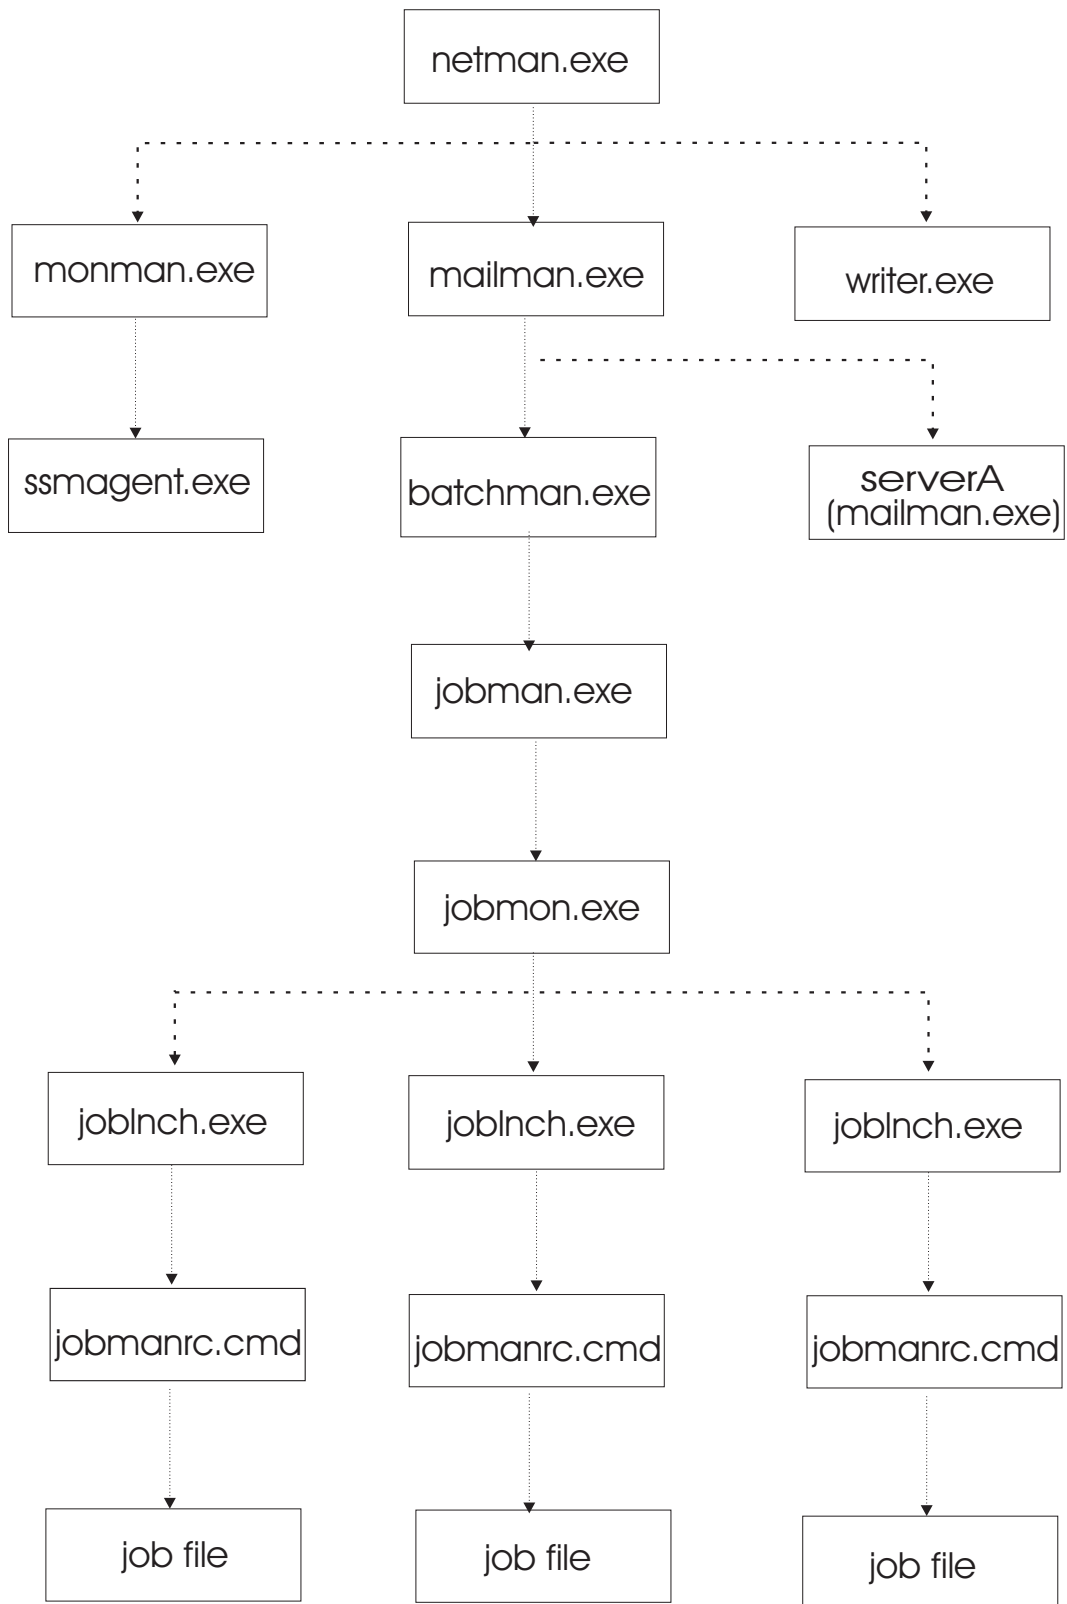 netman.exe
monman.exe
mailman.exe
writer.exe
ssmagent.exe
batchman.exe
serverA
(mailman.exe)
jobman.exe
jobmon.exe
joblnch.exe
joblnch.exe
joblnch.exe
jobmanrc.cmd
jobmanrc.cmd
jobmanrc.cmd
job file
job file
job file